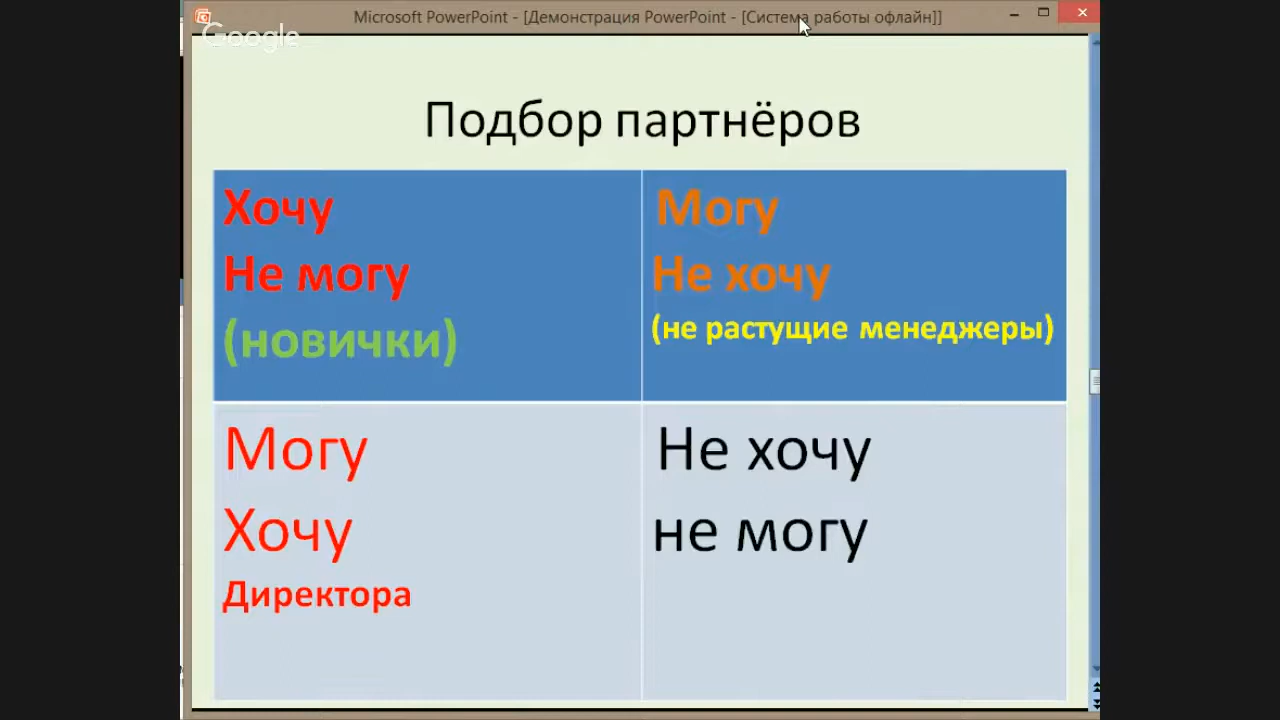 Microsoft PowerPoint - [Демонстрация PowerPoint - [Система работы офлайн]]
Google
Подбор партнёров
Хочу
Не могу
(новички)
Могу
Не хочу
(не растущие менеджеры)
Могу
Хочу
Директора
Не хочу
не могу